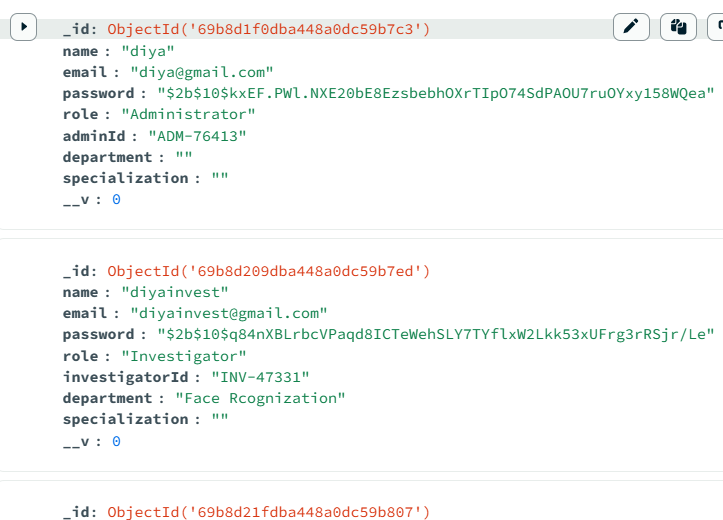 _id: ObjectId('69b8d1f0dba448a0dc59b7c3')
name : "diya"
email : "diya@gmail.com"
password : "$2b$10$kxEF.PWl.NXE20bE8EzsbebhOXrTIpO74SdPAOU7ruOYxy158WQea"
role : "Administrator"
adminId : "ADM-76413"
department : ""
specialization : ""
__v : 0
_id: ObjectId('69b8d209dba448a0dc59b7ed')
name : "diyainvest"
email : "diyainvest@gmail.com"
password : "$2b$10$q84nXBLrbcVPaqd8ICTeWehSLY7TYflxW2Lkk53xUFrg3rRSjr/Le"
role : "Investigator"
investigatorId : "INV-47331"
department : "Face Rcognization"
specialization : ""
__v : 0
_id: ObjectId('69b8d21fdba448a0dc59b807')